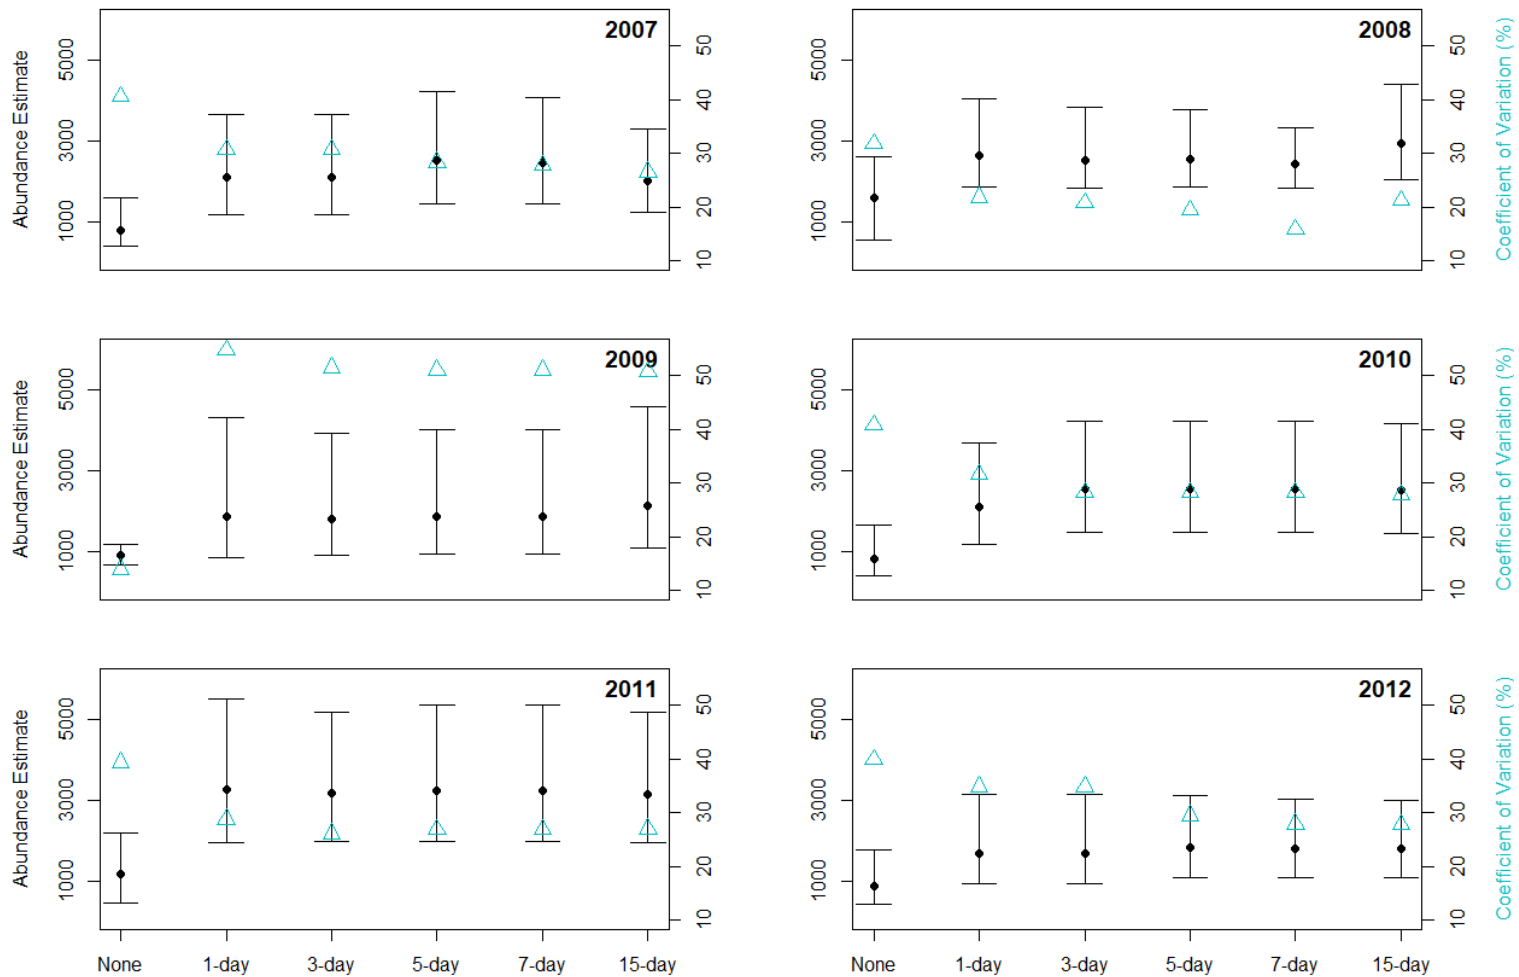 2007
Abundance Estimate
1000 3000 5000
10 20 30 40 50
2008
1000 3000 5000
10 20 30 40 50
Coefficient of Variation (%)
2009
Abundance Estimate
1000 3000 5000
10 20 30 40 50
2010
1000 3000 5000
10 20 30 40 50
Coefficient of Variation (%)
2011
Abundance Estimate
1000 3000 5000
10 20 30 40 50
None 1-day 3-day 5-day 7-day 15-day
2012
1000 3000 5000
10 20 30 40 50
Coefficient of Variation (%)
None 1-day 3-day 5-day 7-day 15-day